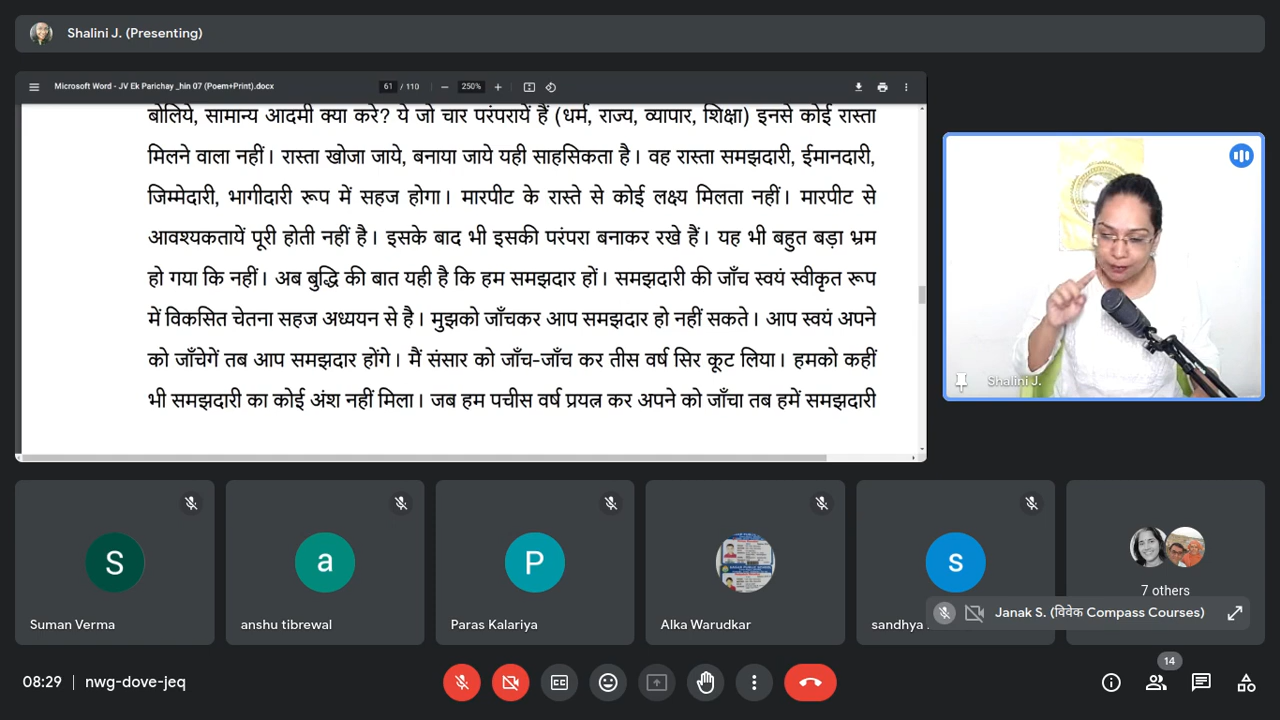 Shalini J. (Presenting)
Microsoft Word - JV Ek Parichay _hin 07 (Poem+Print).docx
61 / 110
250%
बोलिये, सामान्य आदमी क्या करे? ये जो चार परंपरायें हैं (धर्म, राज्य, व्यापार, शिक्षा) इनसे कोई रास्ता
मिलने वाला नहीं। रास्ता खोजा जाये, बनाया जाये यही साहसिकता है। वह रास्ता समझदारी, ईमानदारी,
जिम्मेदारी, भागीदारी रूप में सहज होगा। मारपीट के रास्ते से कोई लक्ष्य मिलता नहीं। मारपीट से
आवश्यकतायें पूरी होती नहीं है। इसके बाद भी इसकी परंपरा बनाकर रखे हैं। यह भी बहुत बड़ा भ्रम
हो गया कि नहीं। अब बुद्धि की बात यही है कि हम समझदार हों। समझदारी की जाँच स्वयं स्वीकृत रूप
में विकसित चेतना सहज अध्ययन से है। मुझको जाँचकर आप समझदार हो नहीं सकते। आप स्वयं अपने
को जाँचेगें तब आप समझदार होंगे। मैं संसार को जाँच-जाँच कर तीस वर्ष सिर कूट लिया। हमको कहीं
भी समझदारी का कोई अंश नहीं मिला। जब हम पचीस वर्ष प्रयत्न कर अपने को जाँचा तब हमें समझदारी
Shalini J.
S
a
P
s
7 others
Suman Verma
anshu tibrewal
Paras Kalariya
Alka Warudkar
sandhya
Janak S. (विवेक Compass Courses)
08:29 | nwg-dove-jeq
14